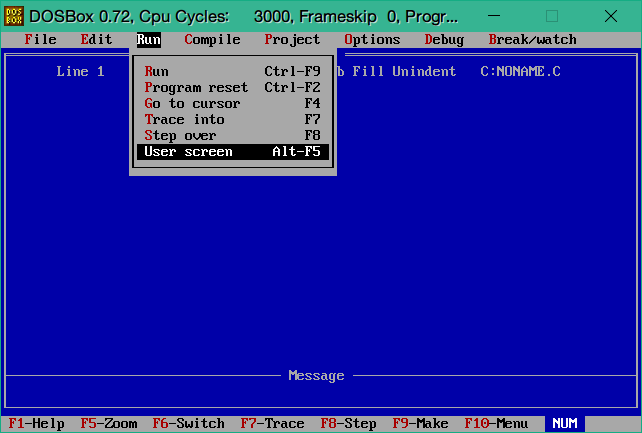 DOS BOX DOSBox 0.72, Cpu Cycles: 3000, Frameskip 0, Progr...
File Edit Run Compile Project Options Debug Break/watch
Line 1 b Fill Unindent C:NONAME.C
Run Ctrl-F9
Program reset Ctrl-F2
Go to cursor F4
Trace into F7
Step over F8
User screen Alt-F5
Message
F1-Help F5-Zoom F6-Switch F7-Trace F8-Step F9-Make F10-Menu NUM